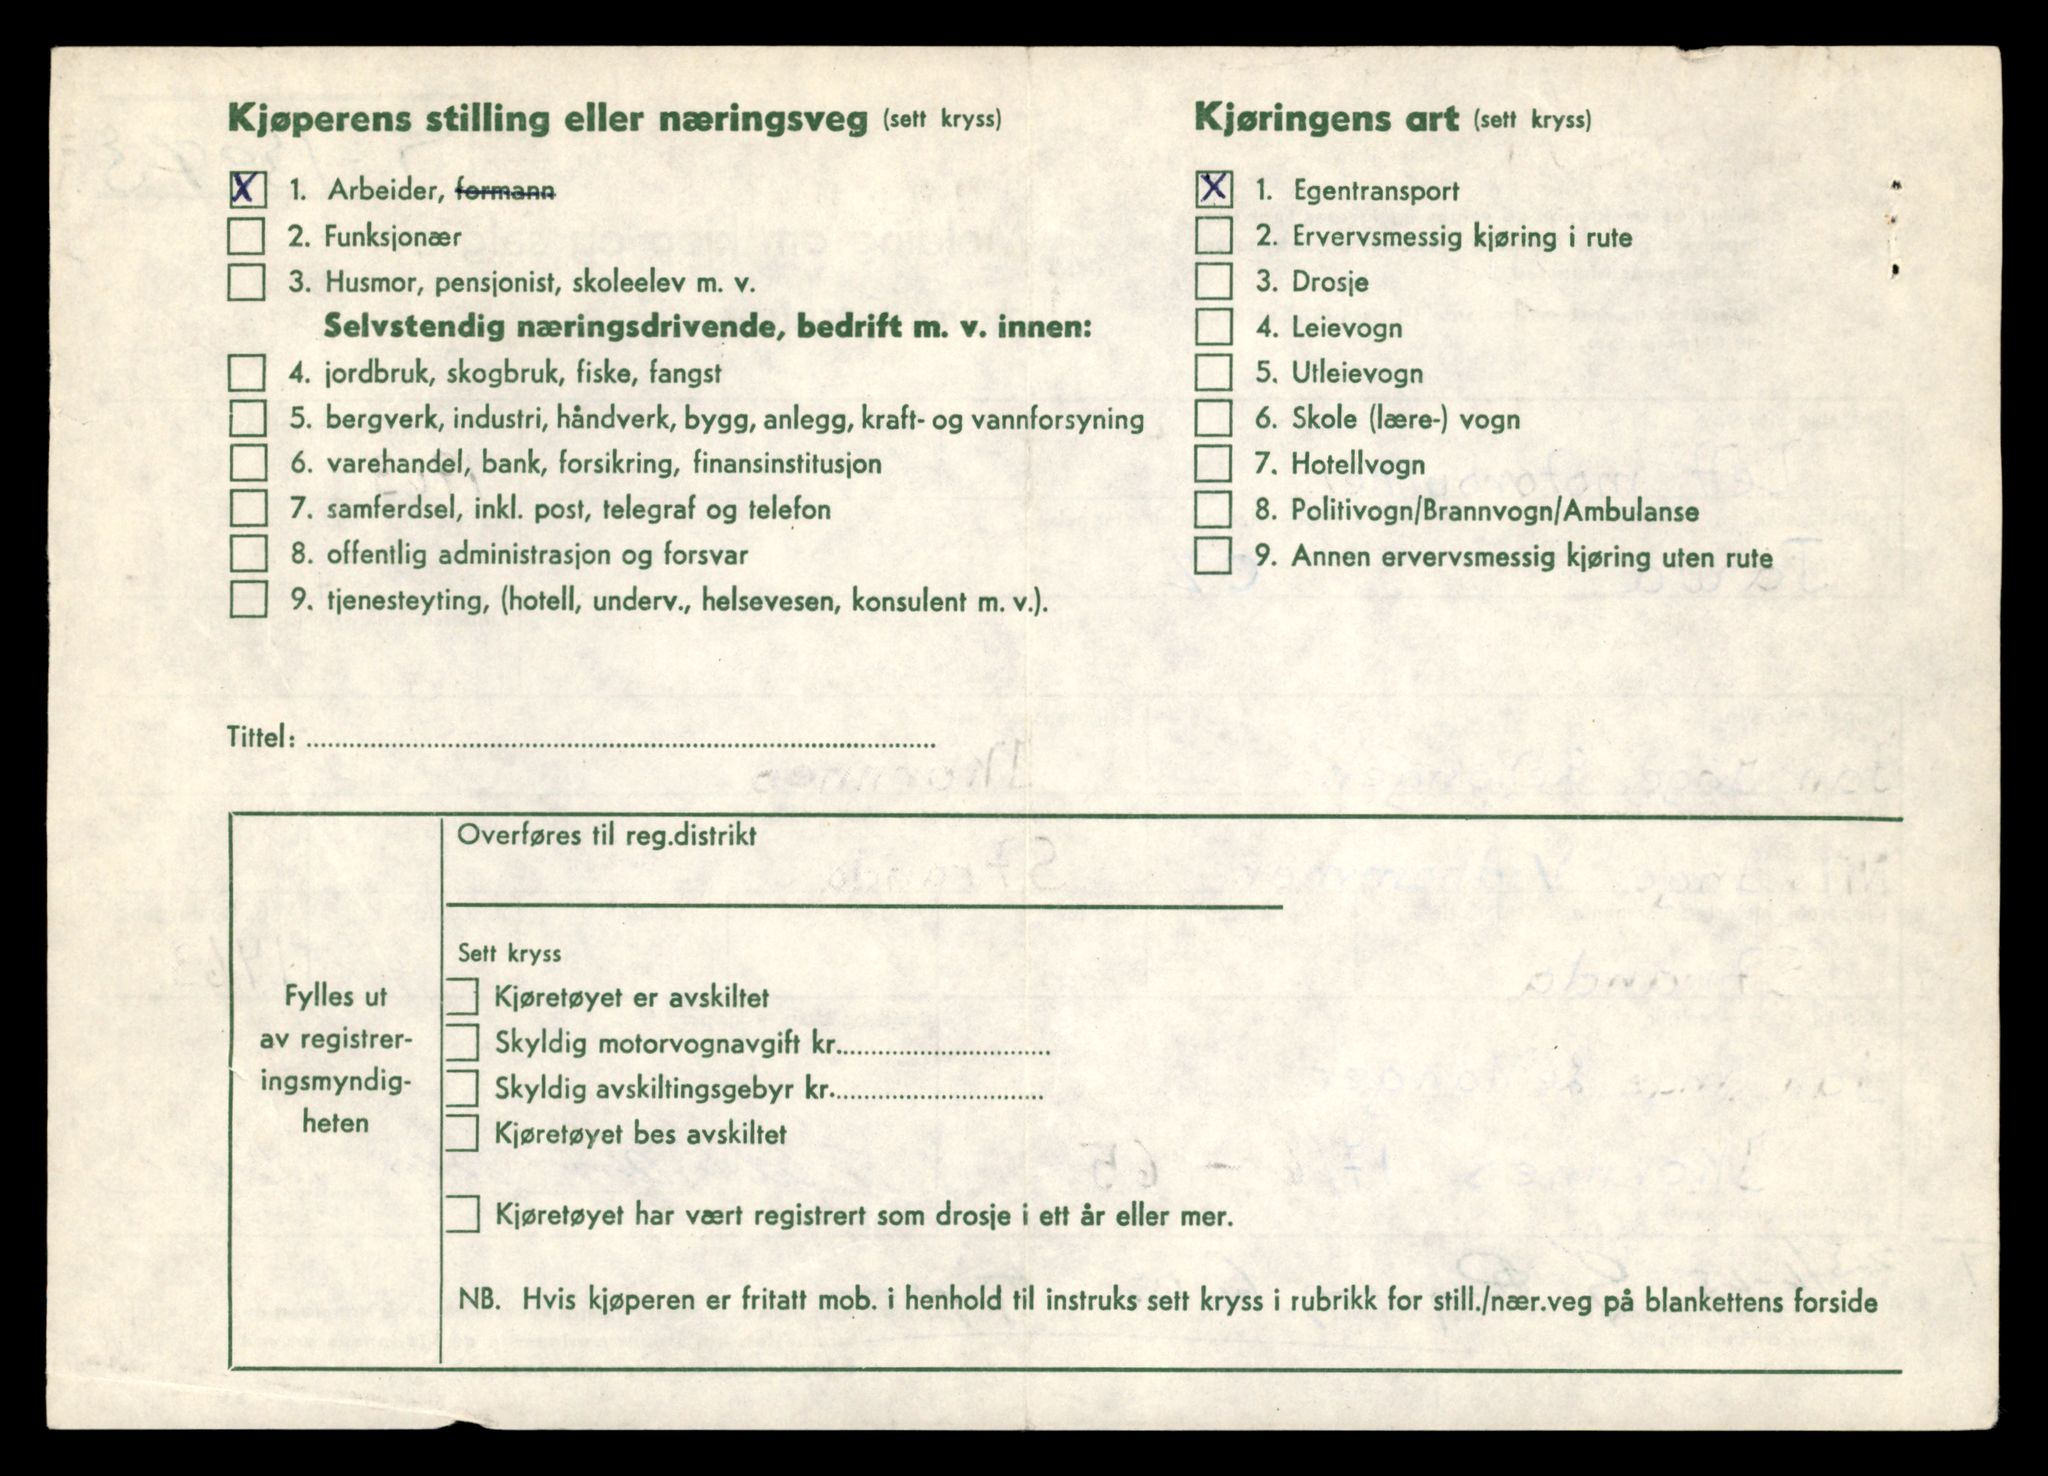 Kjøperens stilling eller næringsveg (sett kryss)
X 1. Arbeider, formann
2. Funksjonær
3. Husmor, pensjonist, skoleelev m. v.
Selvstendig næringsdrivende, bedrift m. v. innen:
4. jordbruk, skogbruk, fiske, fangst
5. bergverk, industri, håndverk, bygg, anlegg, kraft- og vannforsyning
6. varehandel, bank, forsikring, finansinstitusjon
7. samferdsel, inkl. post, telegraf og telefon
8. offentlig administrasjon og forsvar
9. tjenesteyting, (hotell, underv., helsevesen, konsulent m. v.).
Kjøringens art (sett kryss)
X 1. Egentransport
2. Ervervsmessig kjøring i rute
3. Drosje
4. Leievogn
5. Utleievogn
6. Skole (lære-) vogn
7. Hotellvogn
8. Politivogn/Brannvogn/Ambulanse
9. Annen ervervsmessig kjøring uten rute
Tittel:
Fylles ut
av registrer-
ingsmyndig-
heten
Overføres til reg.distrikt
Sett kryss
Kjøretøyet er avskiltet
Skyldig motorvognavgift kr.
Skyldig avskiltingsgebyr kr.
Kjøretøyet bes avskiltet
Kjøretøyet har vært registrert som drosje i ett år eller mer.
NB. Hvis kjøperen er fritatt mob. i henhold til instruks sett kryss i rubrikk for still./nær.veg på blankettens forside